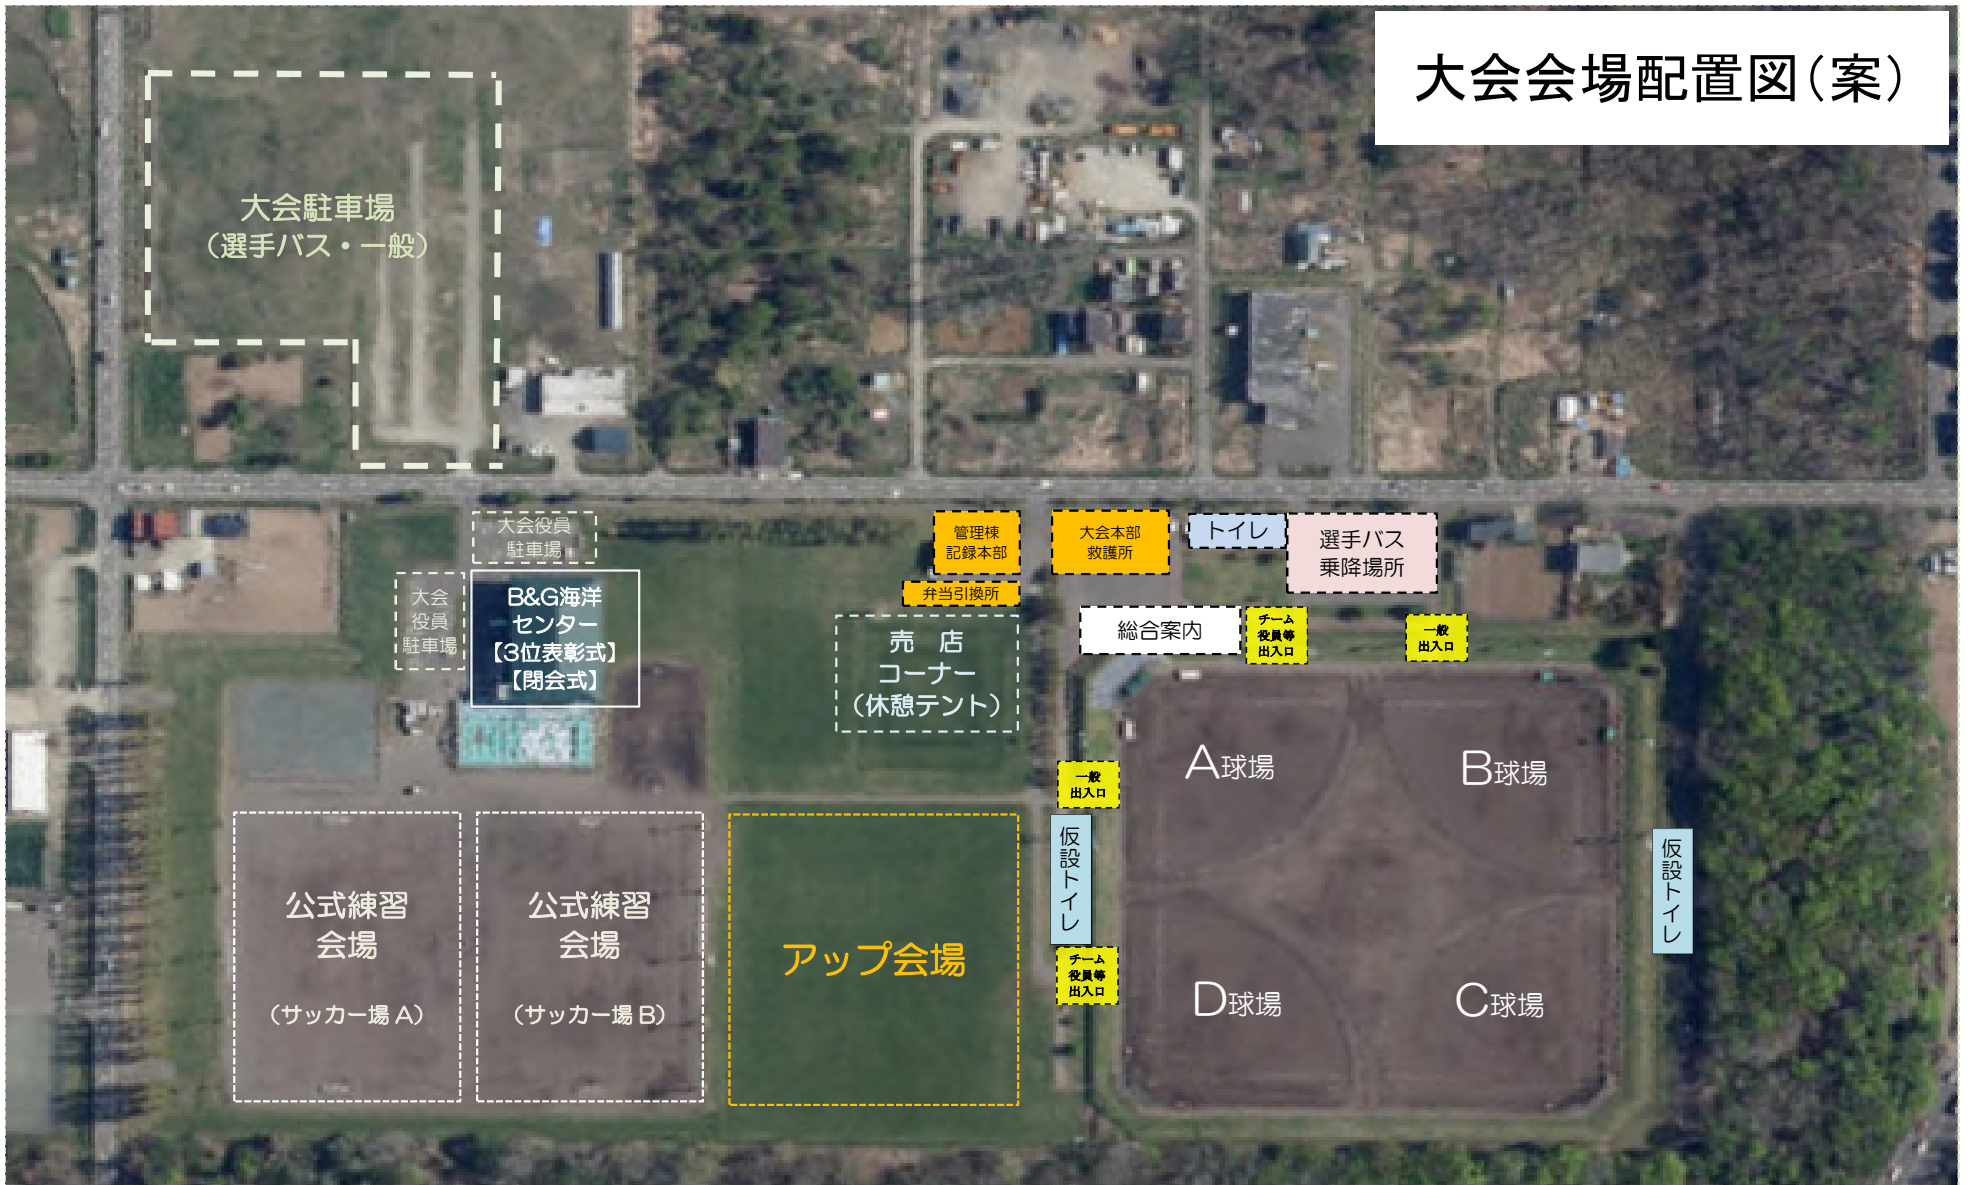 大会会場配置図(案)
大会駐車場
(選手バス・一般)
大会役員
駐車場
大会
役員
駐車場
B&G海洋
センター
【3位表彰式】
【閉会式】
管理棟
記録本部
弁当引換所
売　店
コーナー
(休憩テント)
大会本部
救護所
トイレ
選手バス
乗降場所
総合案内
チーム
役員等
出入口
一般
出入口
A球場
B球場
一般
出入口
仮設トイレ
仮設トイレ
公式練習
会場
(サッカー場 A)
公式練習
会場
(サッカー場 B)
アップ会場
チーム
役員等
出入口
D球場
C球場